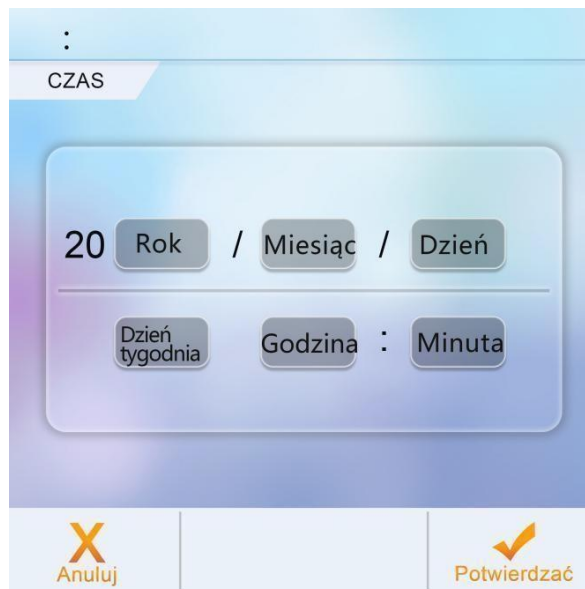 :
CZAS
20 Rok / Miesiąc / Dzień
Dzień
tygodnia
Godzina : Minuta
X
Anuluj
Potwierdzać